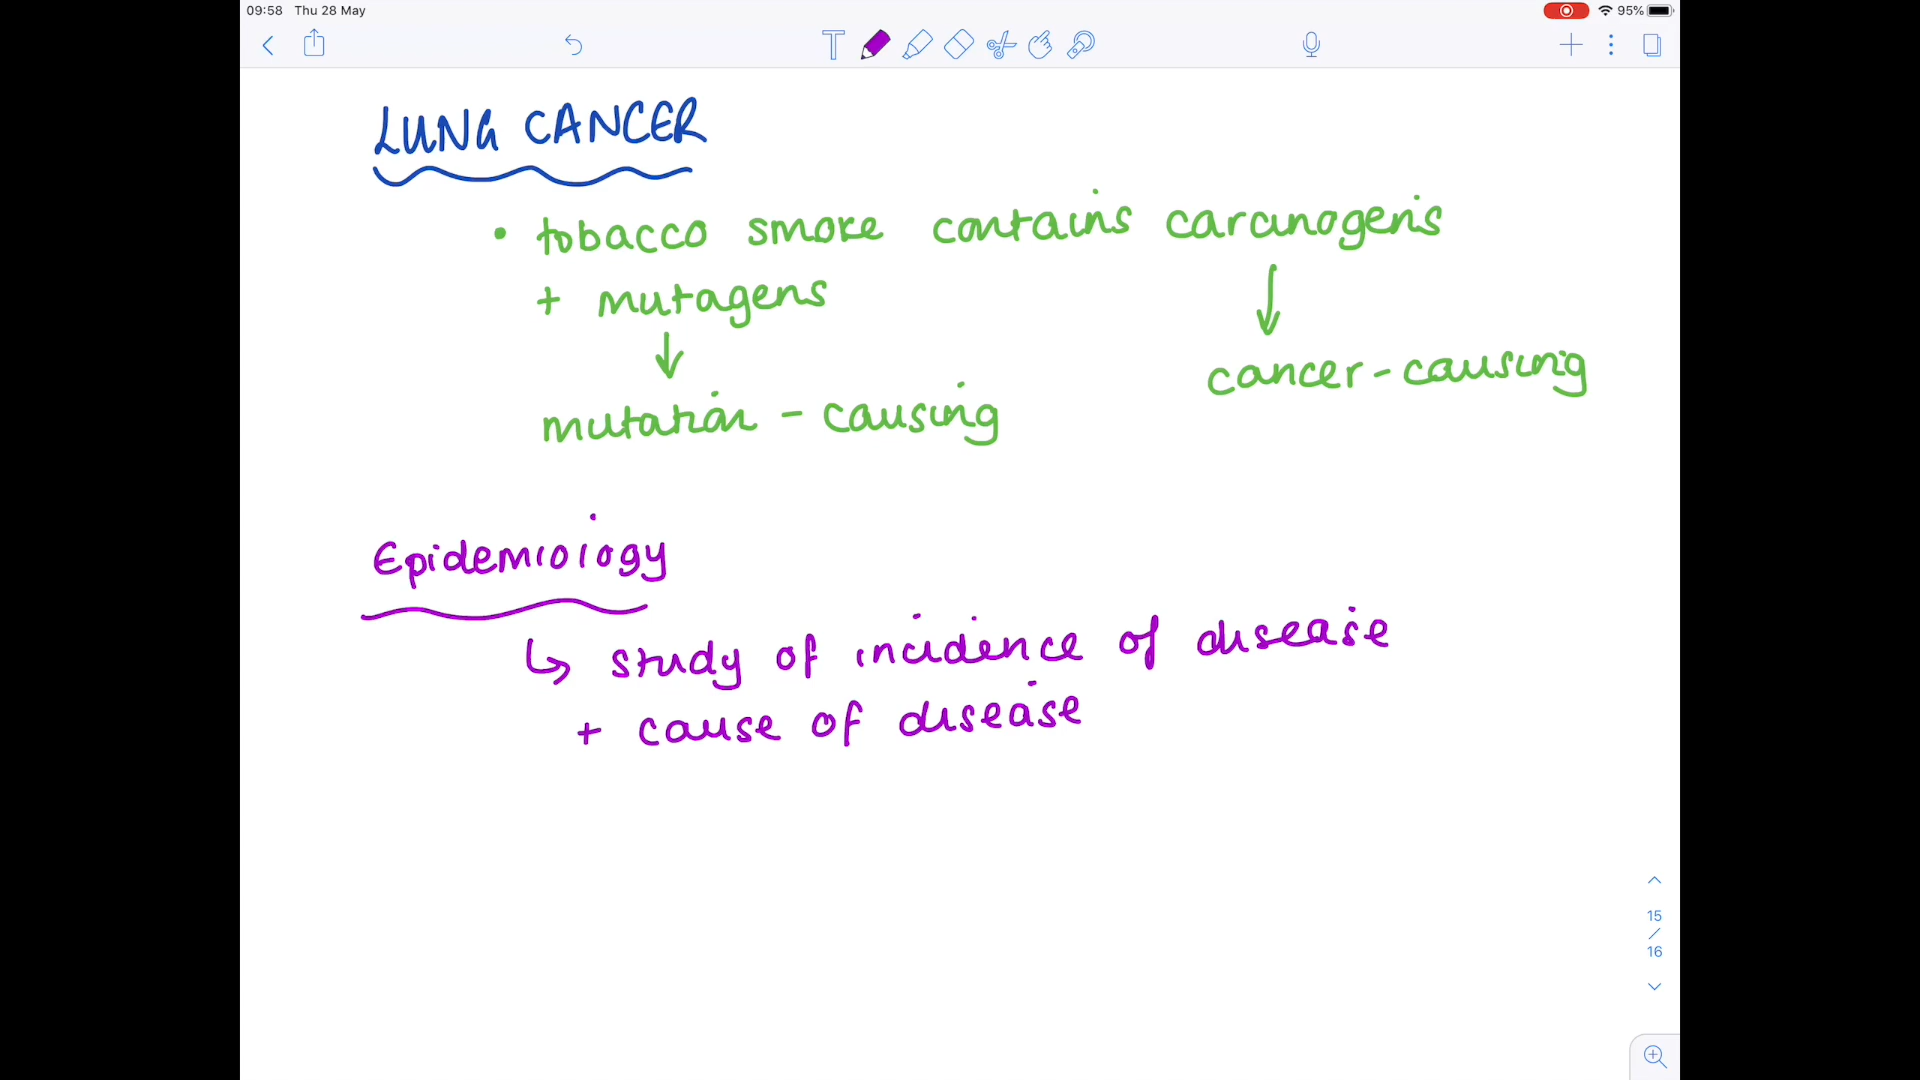 09:58 Thu 28 May 95%
T
LUNG CANCER
• tobacco smoke contains carcinogens
+ mutagens
↓ ↓
cancer-causing
mutation - causing
Epidemiology
↳ study of incidence of disease
+ cause of disease
15
/
16